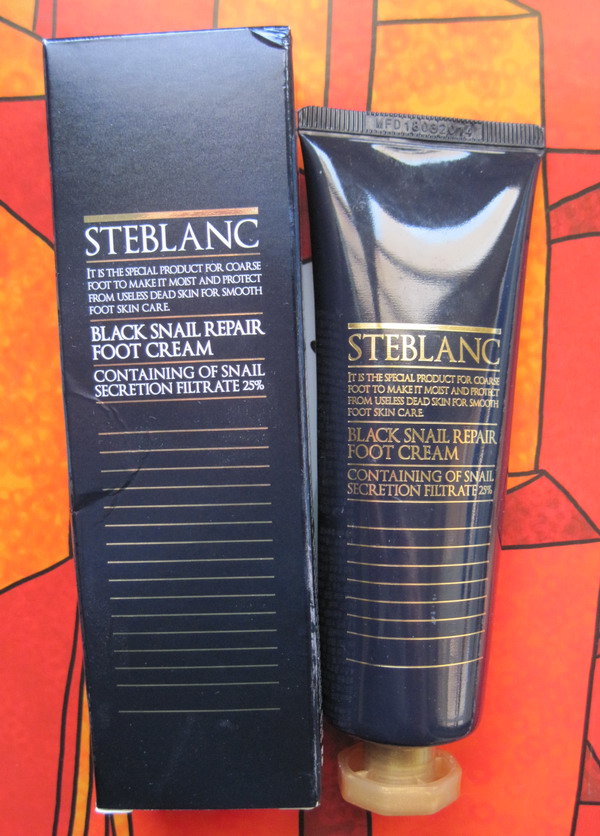 STEBLANC
IT IS THE SPECIAL PRODUCT FOR COARSE
FOOT TO MAKE IT MOIST AND PROTECT
FROM USELESS DEAD SKIN FOR SMOOTH
FOOT SKIN CARE.
BLACK SNAIL REPAIR
FOOT CREAM
CONTAINING OF SNAIL
SECRETION FILTRATE 25%
STEBLANC
IT IS THE SPECIAL PRODUCT FOR COARSE
FOOT TO MAKE IT MOIST AND PROTECT
FROM USELESS DEAD SKIN FOR SMOOTH
FOOT SKIN CARE.
BLACK SNAIL REPAIR
FOOT CREAM
CONTAINING OF SNAIL
SECRETION FILTRATE 25%